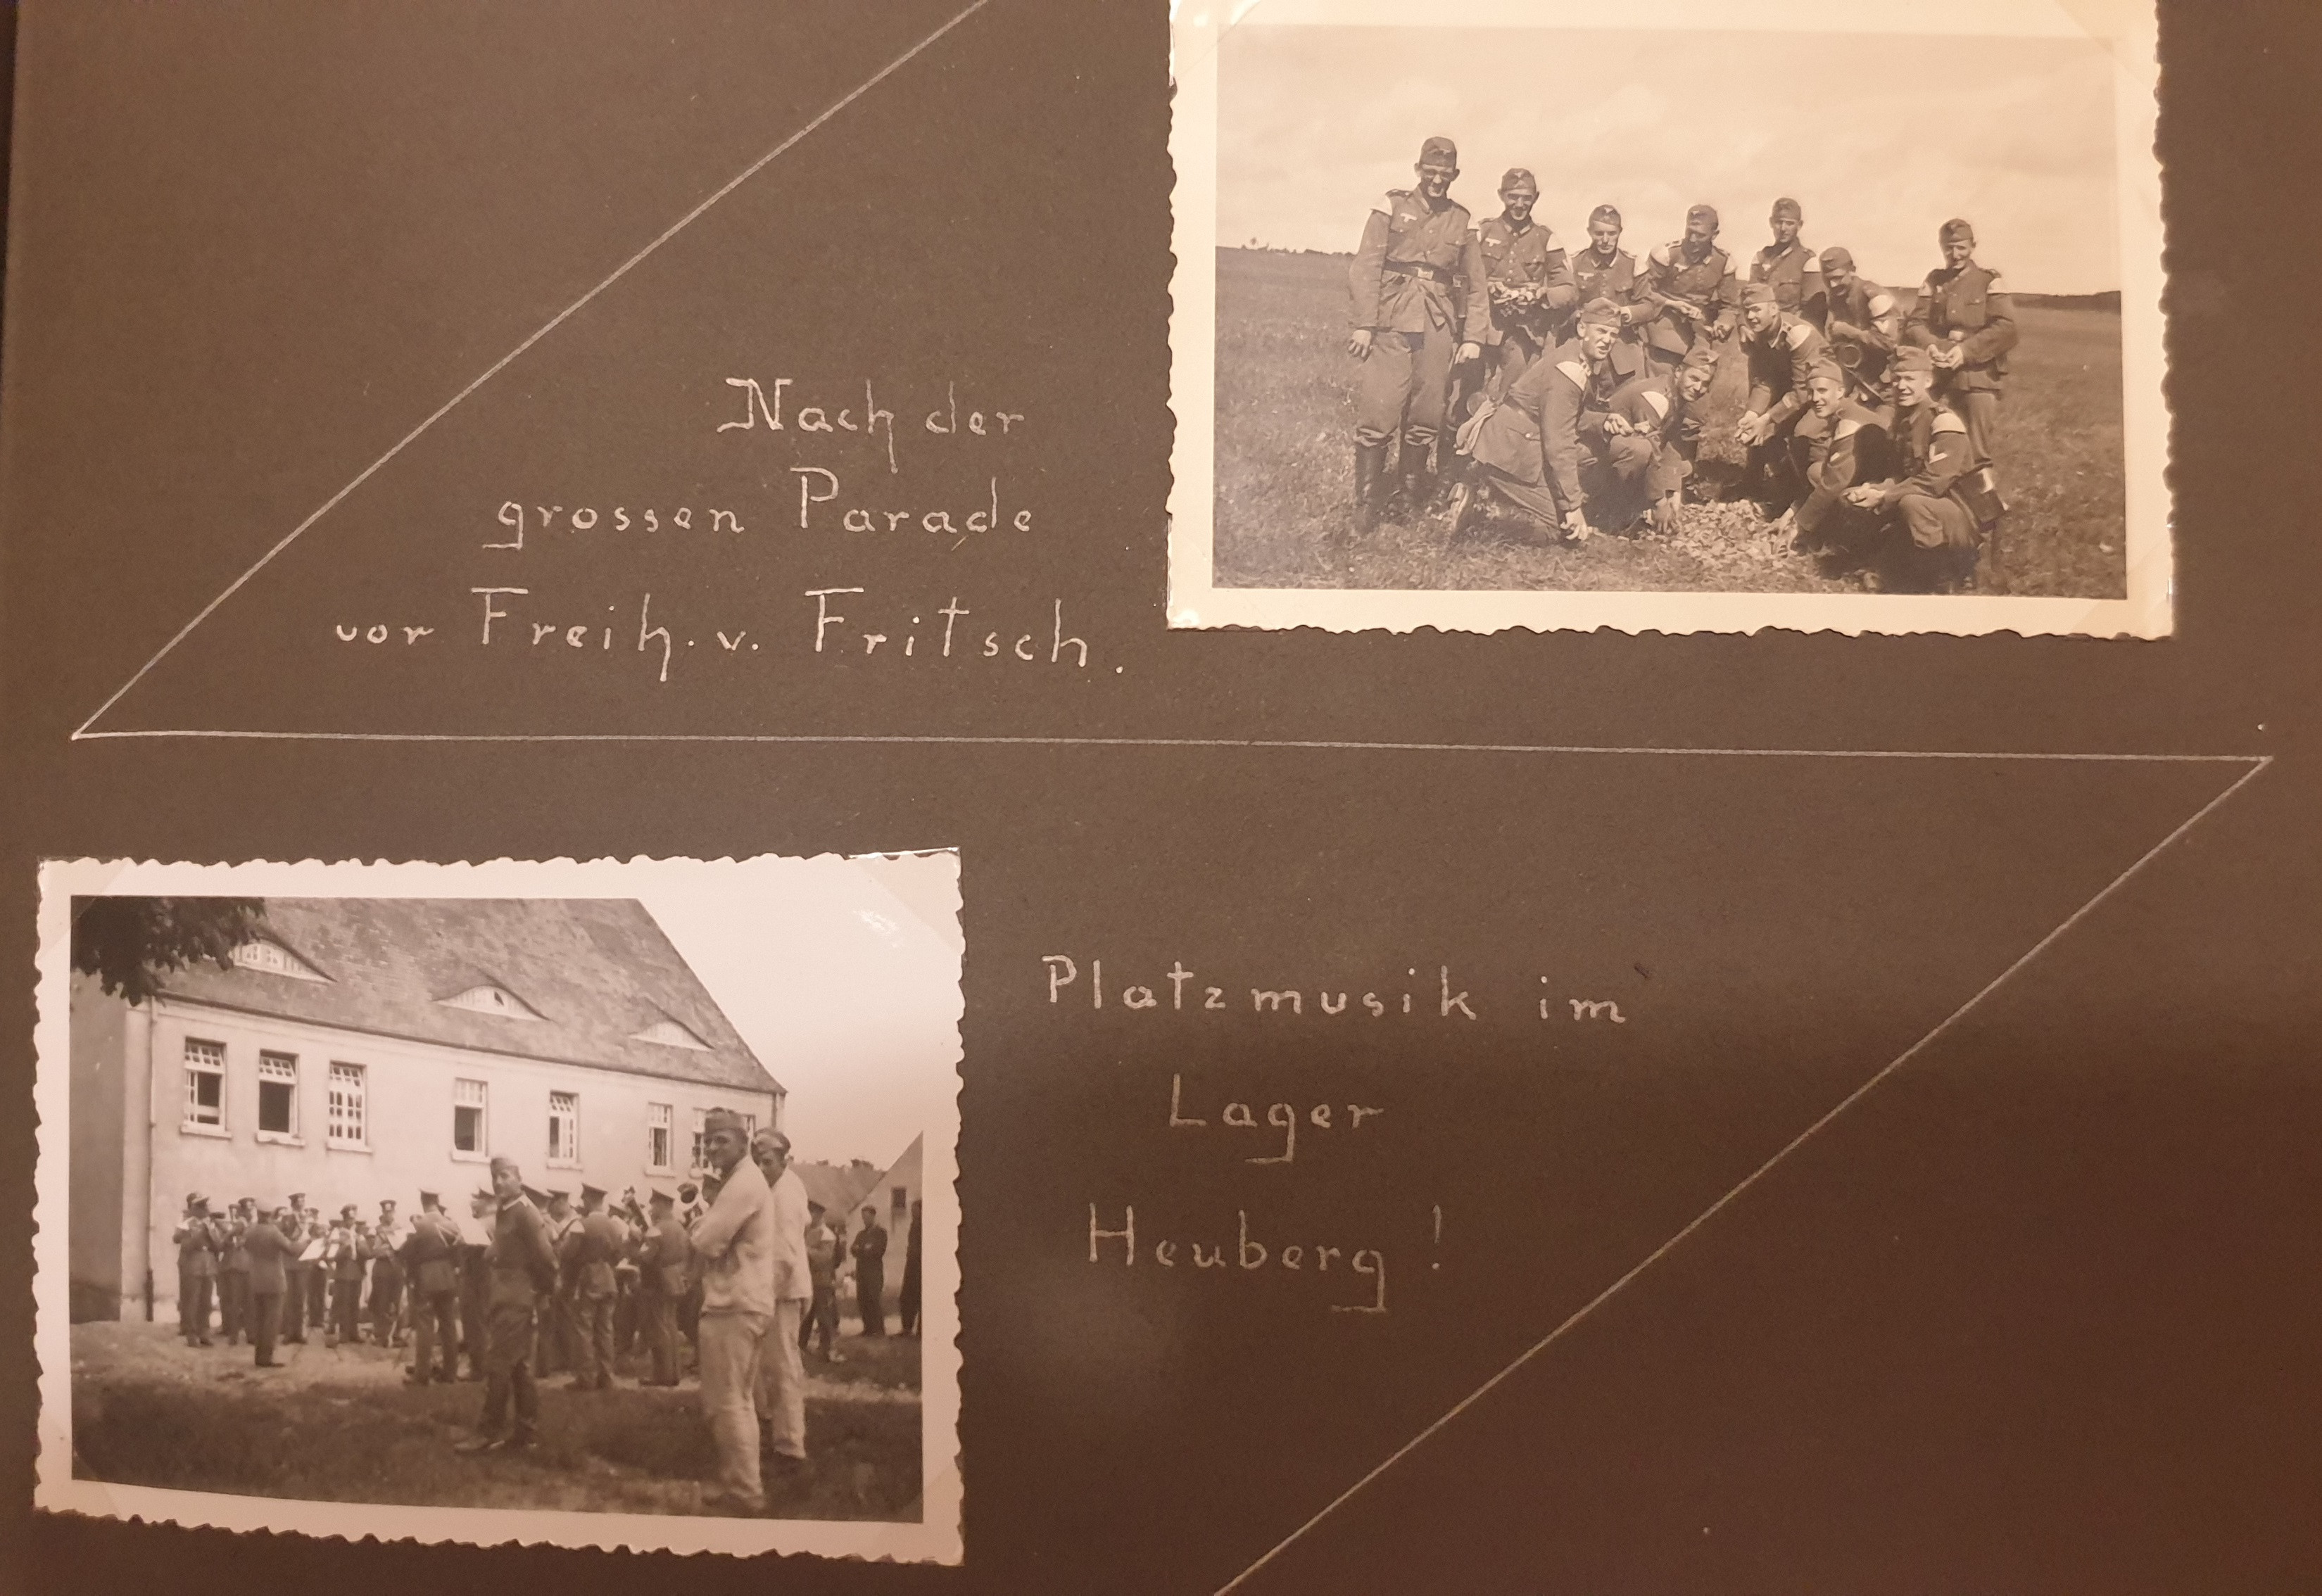 Nach der
grossen Parade
vor Freih. v. Fritsch.
Platzmusik im
Lager
Heuberg!